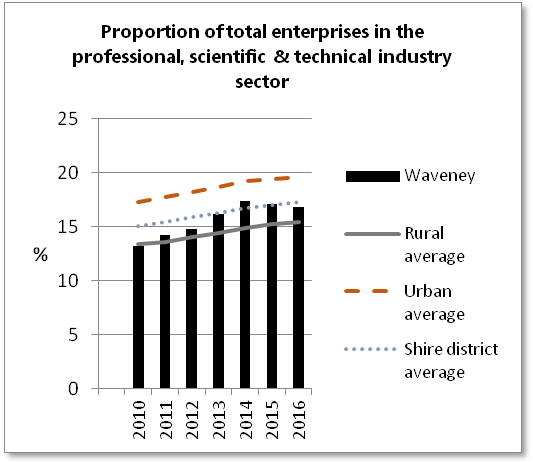 Proportion of total enterprises in the
professional, scientific & technical industry
sector
25
20
15
10
5
0
%
2010
2011
2012
2013
2014
2015
2016
Waveney
Rural
average
Urban
average
Shire district
average